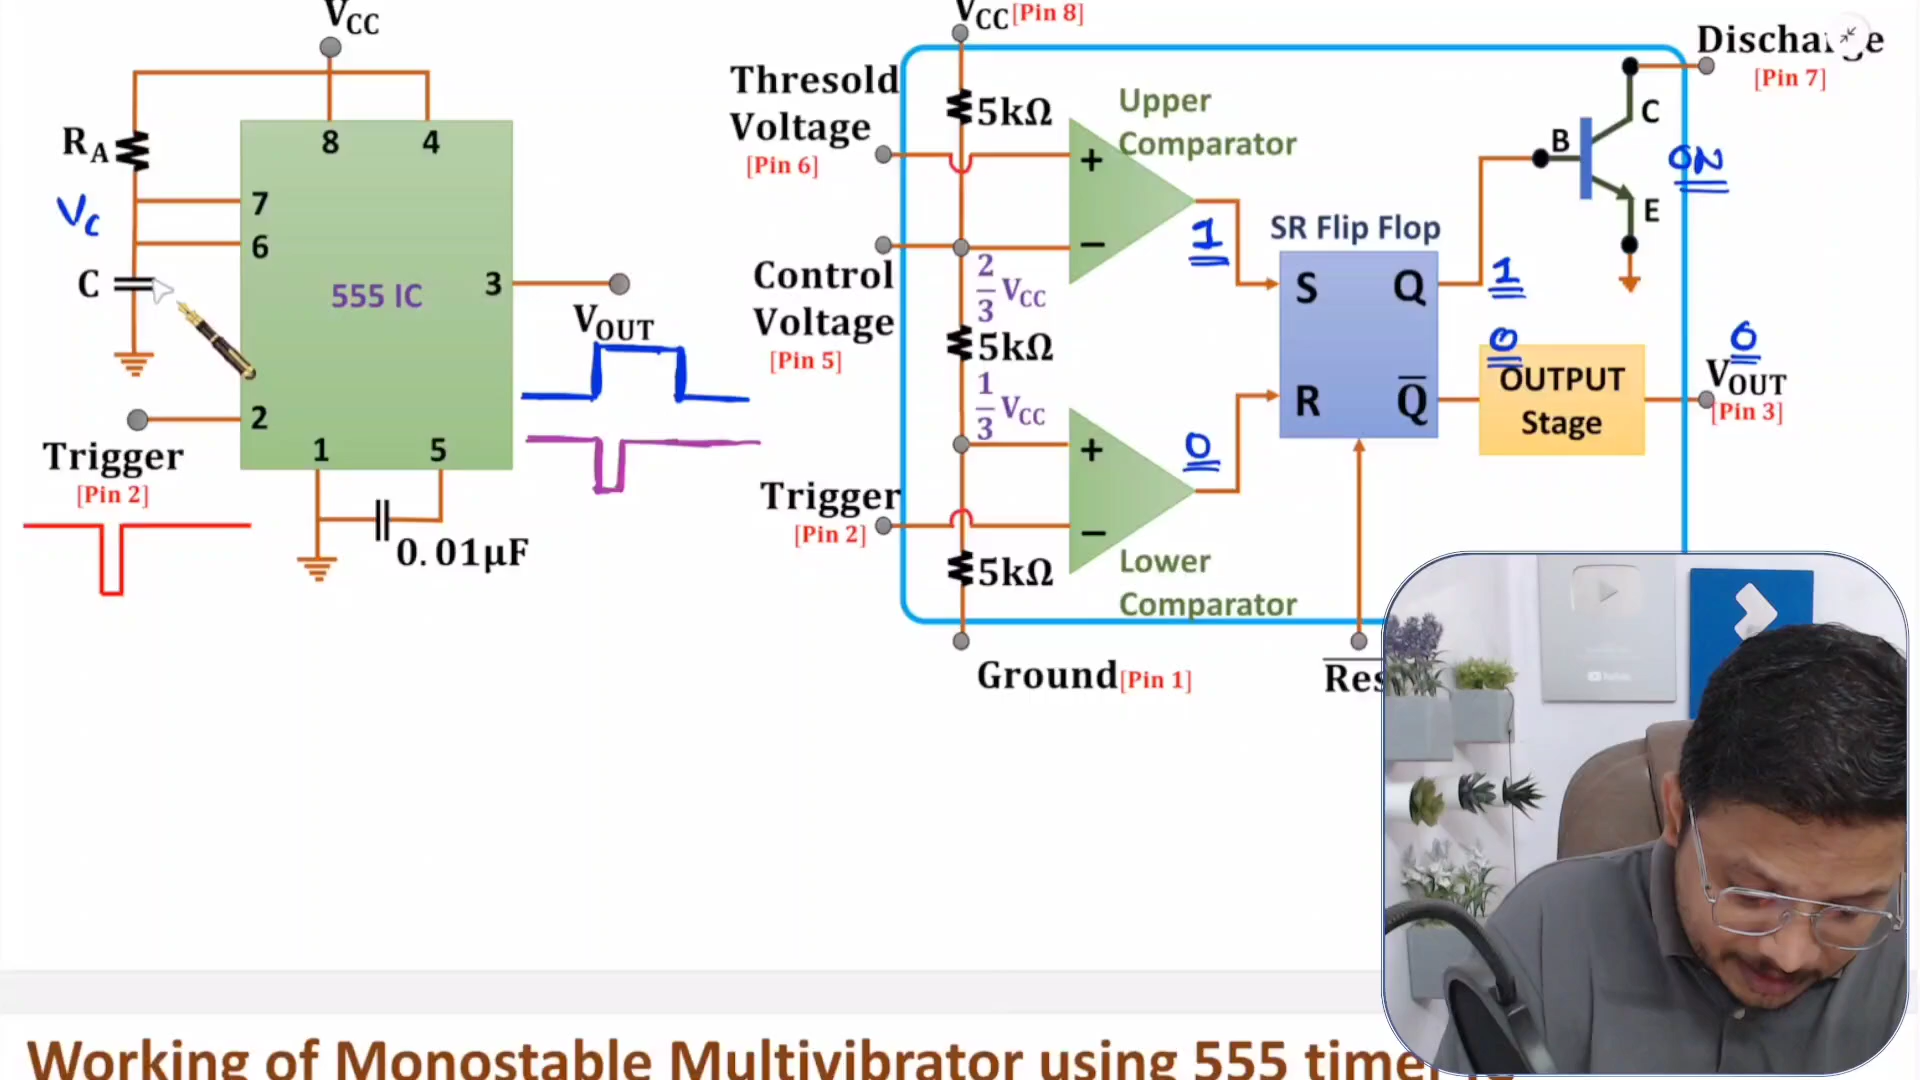 VCC
RA
8
4
VC
7
6
C
555 IC
3
VOUT
2
Trigger
[Pin 2]
1
5
0.01μF
VCC [Pin 8]
Thresold
Voltage
[Pin 6]
5kΩ
Upper
Comparator
+
−
1
Control
Voltage
[Pin 5]
2/3 VCC
5kΩ
1/3 VCC
Trigger
[Pin 2]
+
−
0
5kΩ
Lower
Comparator
Ground [Pin 1]
SR Flip Flop
S Q
R Q̅
1
0
OUTPUT
Stage
B
C
E
ON
[Pin 7]
0
VOUT
[Pin 3]
Working of Monostable Multivibrator using 555 timer